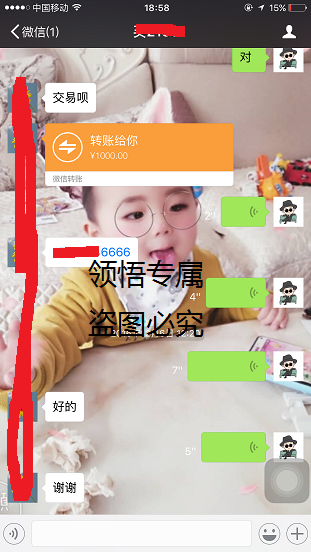 中国移动
18:58
15%
微信(1)
对
交易呗
转账给你
¥1000.00
微信转账
6666
领悟专属
盗图必究
4"
7"
好的
5"
谢谢